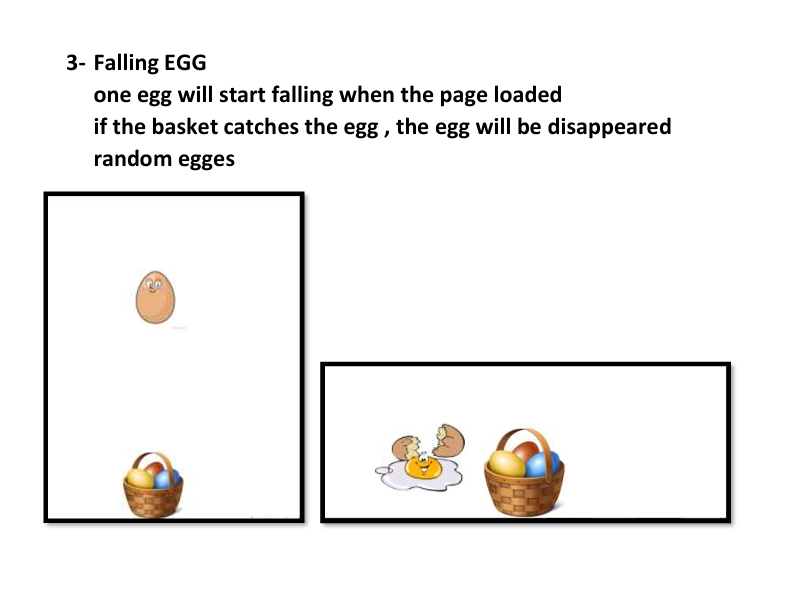 3- Falling EGG
one egg will start falling when the page loaded
if the basket catches the egg , the egg will be disappeared
random egges